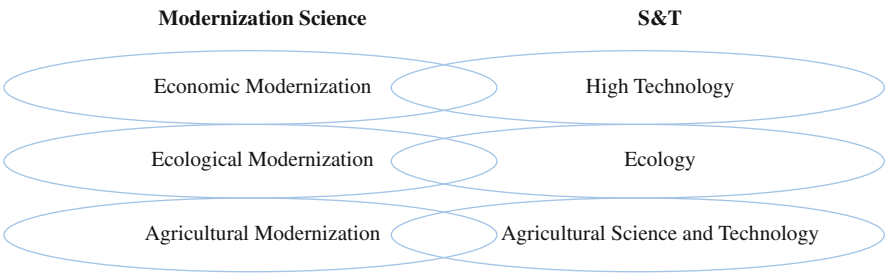 Modernization Science
S&T
Economic Modernization
High Technology
Ecological Modernization
Ecology
Agricultural Modernization
Agricultural Science and Technology